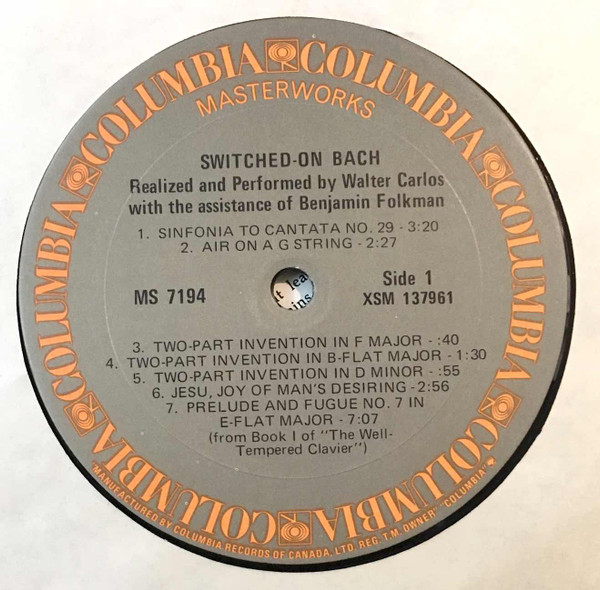 COLUMBIA COLUMBIA COLUMBIA COLUMBIA COLUMBIA COLUMBIA COLUMBIA COLUMBIA
MASTERWORKS
SWITCHED-ON BACH
Realized and Performed by Walter Carlos
with the assistance of Benjamin Folkman
1. SINFONIA TO CANTATA NO. 29 - 3:20
2. AIR ON A G STRING - 2:27
MS 7194
Side 1
XSM 137961
3. TWO-PART INVENTION IN F MAJOR - :40
4. TWO-PART INVENTION IN B-FLAT MAJOR - 1:30
5. TWO-PART INVENTION IN D MINOR - :55
6. JESU, JOY OF MAN'S DESIRING - 2:56
7. PRELUDE AND FUGUE NO. 7 IN
E-FLAT MAJOR - 7:07
(from Book I of "The Well-
Tempered Clavier")
"MANUFACTURED BY COLUMBIA RECORDS OF CANADA, LTD. REG. T.M. OWNER" "COLUMBIA"